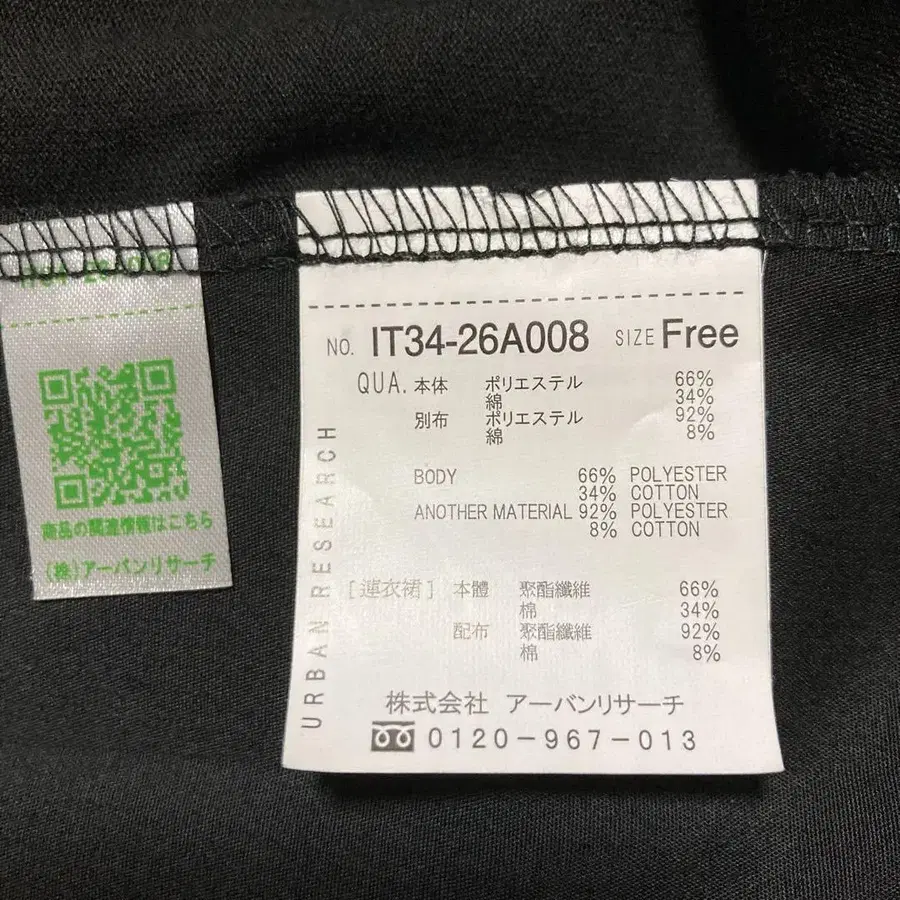 商品の関連情報はこちら
(株)アーバンリサーチ
URBAN RESEARCH
NO. IT34-26A008 SIZE Free
QUA. 本体 ポリエステル 66%
綿 34%
別布 ポリエステル 92%
綿 8%
BODY 66% POLYESTER
34% COTTON
ANOTHER MATERIAL 92% POLYESTER
8% COTTON
[連衣裙] 本體 聚酯纖維 66%
棉 34%
配布 聚酯纖維 92%
棉 8%
株式会社 アーバンリサーチ
0120-967-013